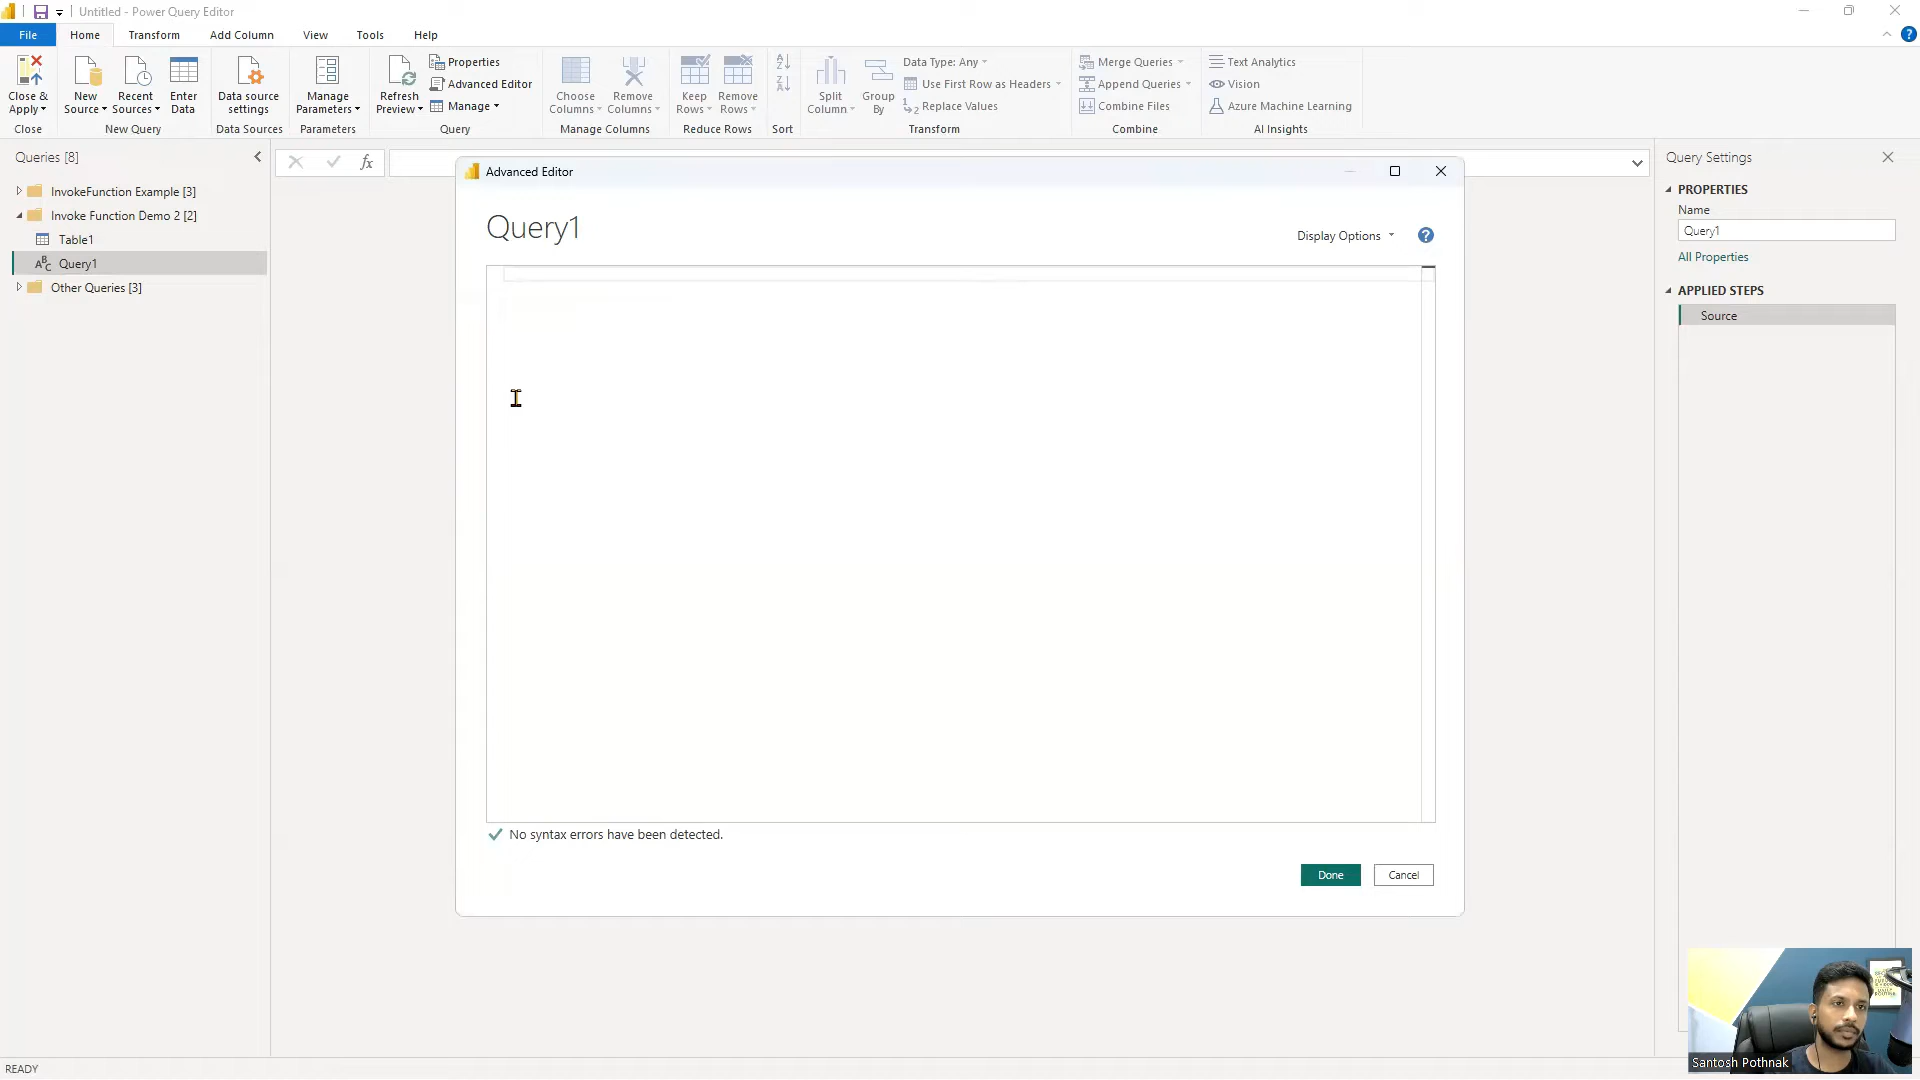 Untitled - Power Query Editor
File
Home
Transform
Add Column
View
Tools
Help
Close &
Apply
Close
New
Source
Recent
Sources
Enter
Data
New Query
Data source
settings
Data Sources
Manage
Parameters
Parameters
Refresh
Preview
Properties
Advanced Editor
Manage
Query
Choose
Columns
Remove
Columns
Manage Columns
Keep
Rows
Remove
Rows
Reduce Rows
Sort
Split
Column
Group
By
Data Type: Any
Use First Row as Headers
Replace Values
Transform
Merge Queries
Append Queries
Combine Files
Combine
Text Analytics
Vision
Azure Machine Learning
AI Insights
Queries [8]
InvokeFunction Example [3]
Invoke Function Demo 2 [2]
Table1
Query1
Other Queries [3]
fx
Advanced Editor
Query1
Display Options
No syntax errors have been detected.
Done
Cancel
Query Settings
PROPERTIES
Name
Query1
All Properties
APPLIED STEPS
Source
Santosh Pothnak
READY